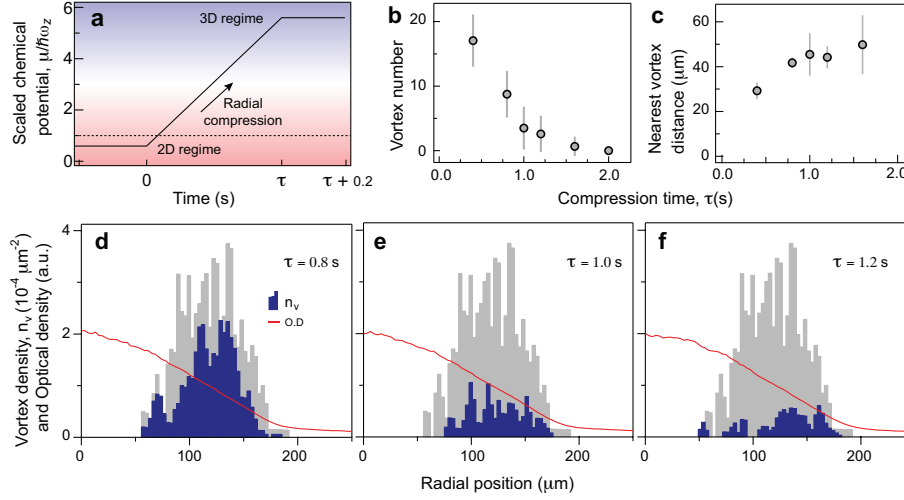 a
Scaled chemical
potential, μ/ħω_z
6
4
2
0
3D regime
Radial
compression
2D regime
0
τ
τ + 0.2
Time (s)
b
Vortex number
20
10
0
0.0
1.0
2.0
c
Nearest vortex
distance (μm)
60
40
20
0
0.0
1.0
2.0
Compression time, τ(s)
Vortex density, n_v (10⁻⁴ μm⁻²)
and Optical density (a.u.)
4
2
0
d
τ = 0.8 s
n_v
O.D
0
100
200
e
τ = 1.0 s
0
100
200
f
τ = 1.2 s
0
100
200
Radial position (μm)